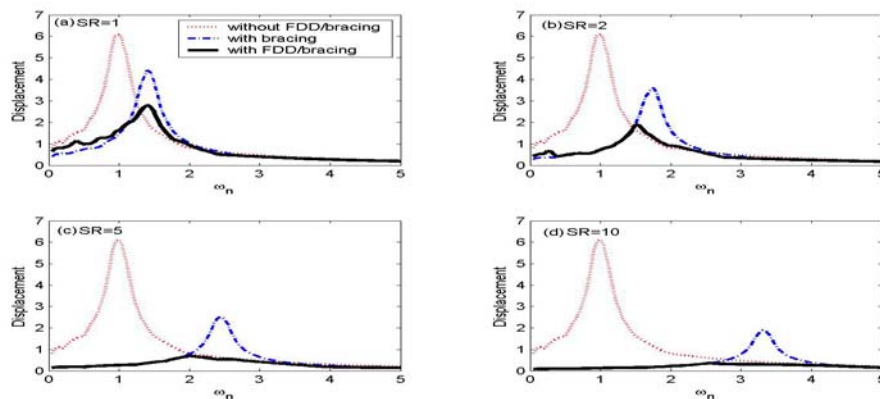 (a) SR=1
without FDD/bracing
with bracing
with FDD/bracing
Displacement
7
6
5
4
3
2
1
0
0 1 2 3 4 5
ωn
(b) SR=2
Displacement
7
6
5
4
3
2
1
0
0 1 2 3 4 5
ωn
(c) SR=5
Displacement
7
6
5
4
3
2
1
0
0 1 2 3 4 5
ωn
(d) SR=10
Displacement
7
6
5
4
3
2
1
0
0 1 2 3 4 5
ωn